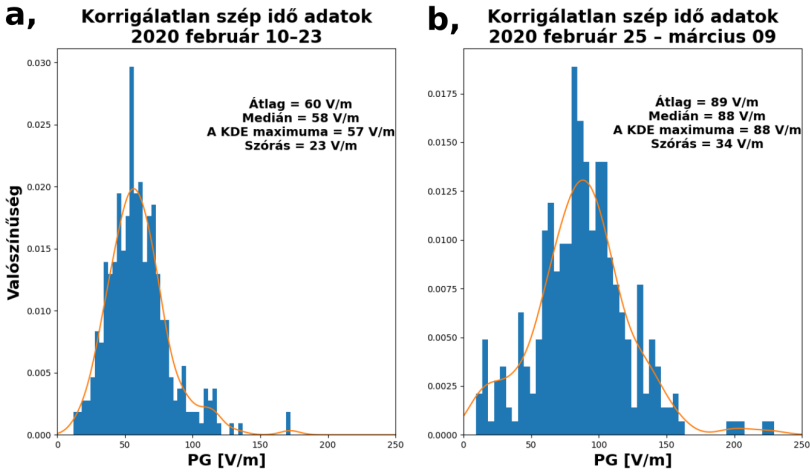 a,
Korrigálatlan szép idő adatok
2020 február 10–23
Átlag = 60 V/m
Medián = 58 V/m
A KDE maximuma = 57 V/m
Szórás = 23 V/m
Valószínűség
0.030
0.025
0.020
0.015
0.010
0.005
0.000
0
50
100
150
200
250
PG [V/m]
b,
Korrigálatlan szép idő adatok
2020 február 25 – március 09
Átlag = 89 V/m
Medián = 88 V/m
A KDE maximuma = 88 V/m
Szórás = 34 V/m
0.0175
0.0150
0.0125
0.0100
0.0075
0.0050
0.0025
0.000
0
50
100
150
200
250
PG [V/m]